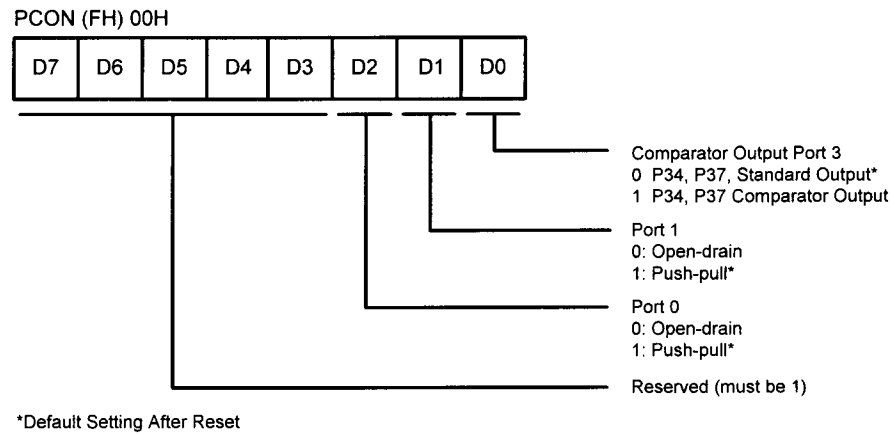 PCON (FH) 00H
D7 D6 D5 D4 D3 D2 D1 D0
Comparator Output Port 3
0 P34, P37, Standard Output*
1 P34, P37 Comparator Output
Port 1
0: Open-drain
1: Push-pull*
Port 0
0: Open-drain
1: Push-pull*
Reserved (must be 1)
*Default Setting After Reset